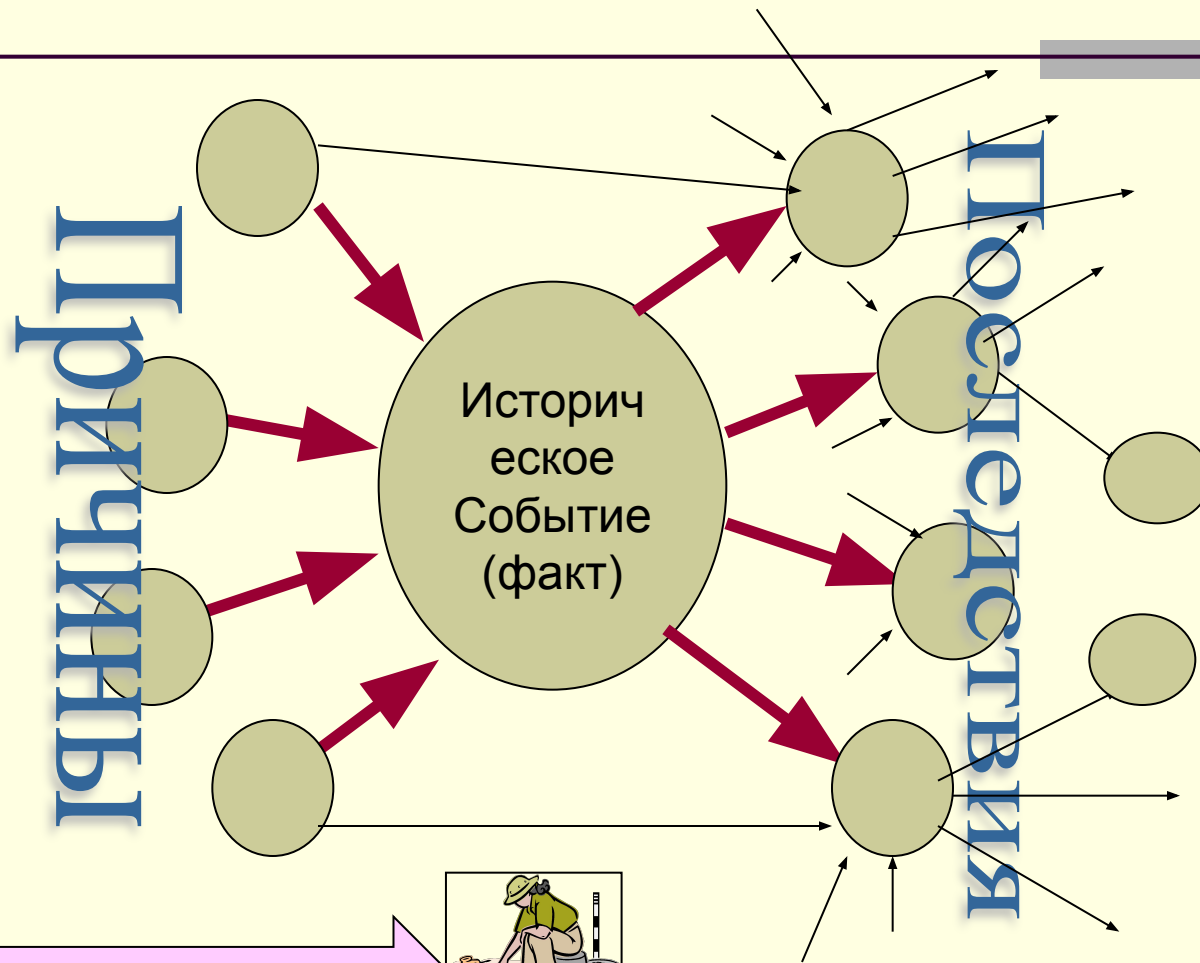 Причины
Историч
еское
Событие
(факт)
Последствия